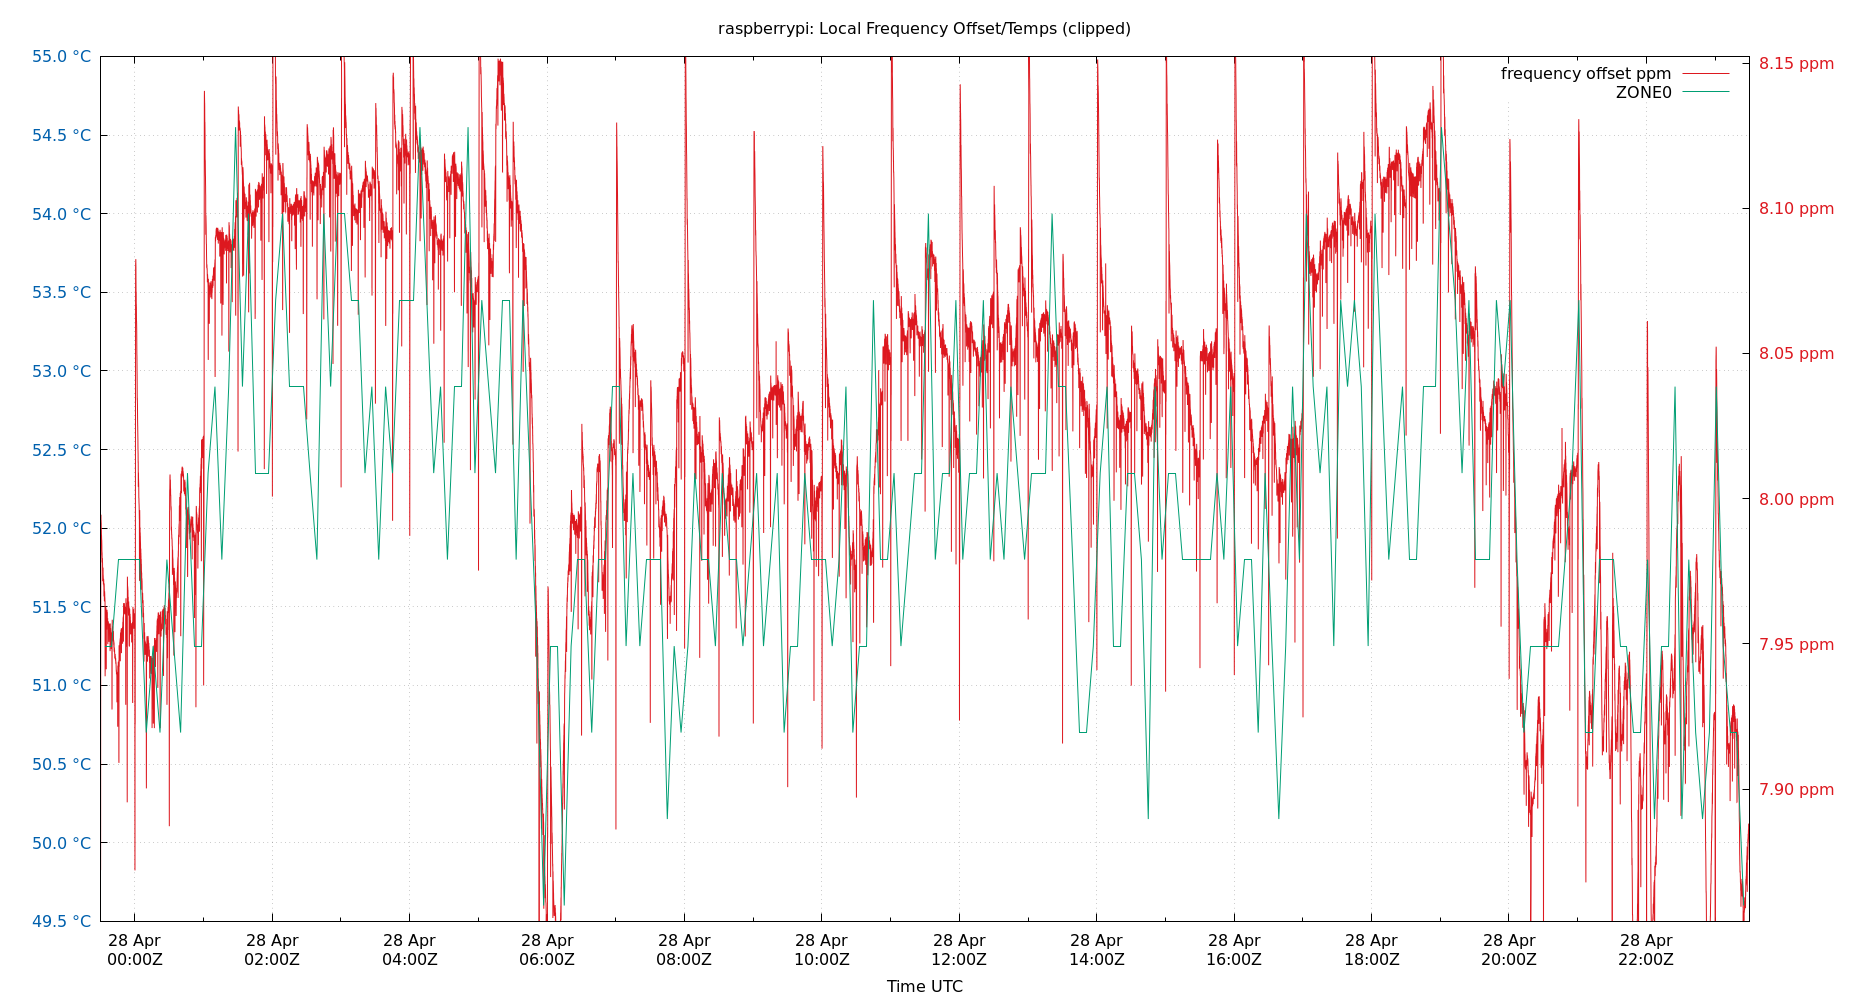 raspberrypi: Local Frequency Offset/Temps (clipped)
55.0 °C
54.5 °C
54.0 °C
53.5 °C
53.0 °C
52.5 °C
52.0 °C
51.5 °C
51.0 °C
50.5 °C
50.0 °C
49.5 °C
frequency offset ppm
ZONE0
8.15 ppm
8.10 ppm
8.05 ppm
8.00 ppm
7.95 ppm
7.90 ppm
28 Apr 28 Apr 28 Apr 28 Apr 28 Apr 28 Apr 28 Apr 28 Apr 28 Apr 28 Apr 28 Apr 28 Apr
00:00Z 02:00Z 04:00Z 06:00Z 08:00Z 10:00Z 12:00Z 14:00Z 16:00Z 18:00Z 20:00Z 22:00Z
Time UTC